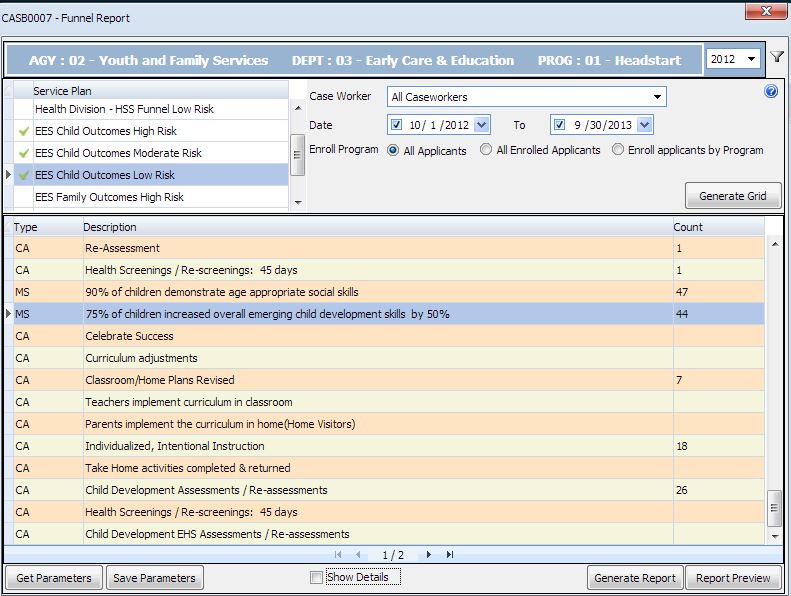 CASB0007 - Funnel Report
AGY : 02 - Youth and Family Services DEPT : 03 - Early Care & Education PROG : 01 - Headstart 2012
Service Plan
Health Division - HSS Funnel Low Risk
EES Child Outcomes High Risk
EES Child Outcomes Moderate Risk
EES Child Outcomes Low Risk
EES Family Outcomes High Risk
Case Worker All Caseworkers
Date 10/ 1 /2012 To 9 /30/2013
Enroll Program All Applicants All Enrolled Applicants Enroll applicants by Program
Generate Grid
Type Description Count
CA Re-Assessment 1
CA Health Screenings / Re-screenings: 45 days 1
MS 90% of children demonstrate age appropriate social skills 47
MS 75% of children increased overall emerging child development skills by 50% 44
CA Celebrate Success
CA Curriculum adjustments
CA Classroom/Home Plans Revised 7
CA Teachers implement curriculum in classroom
CA Parents implement the curriculum in home(Home Visitors)
CA Individualized, Intentional Instruction 18
CA Take Home activities completed & returned
CA Child Development Assessments / Re-assessments 26
CA Health Screenings / Re-screenings: 45 days
CA Child Development EHS Assessments / Re-assessments
1 / 2
Get Parameters Save Parameters Show Details Generate Report Report Preview